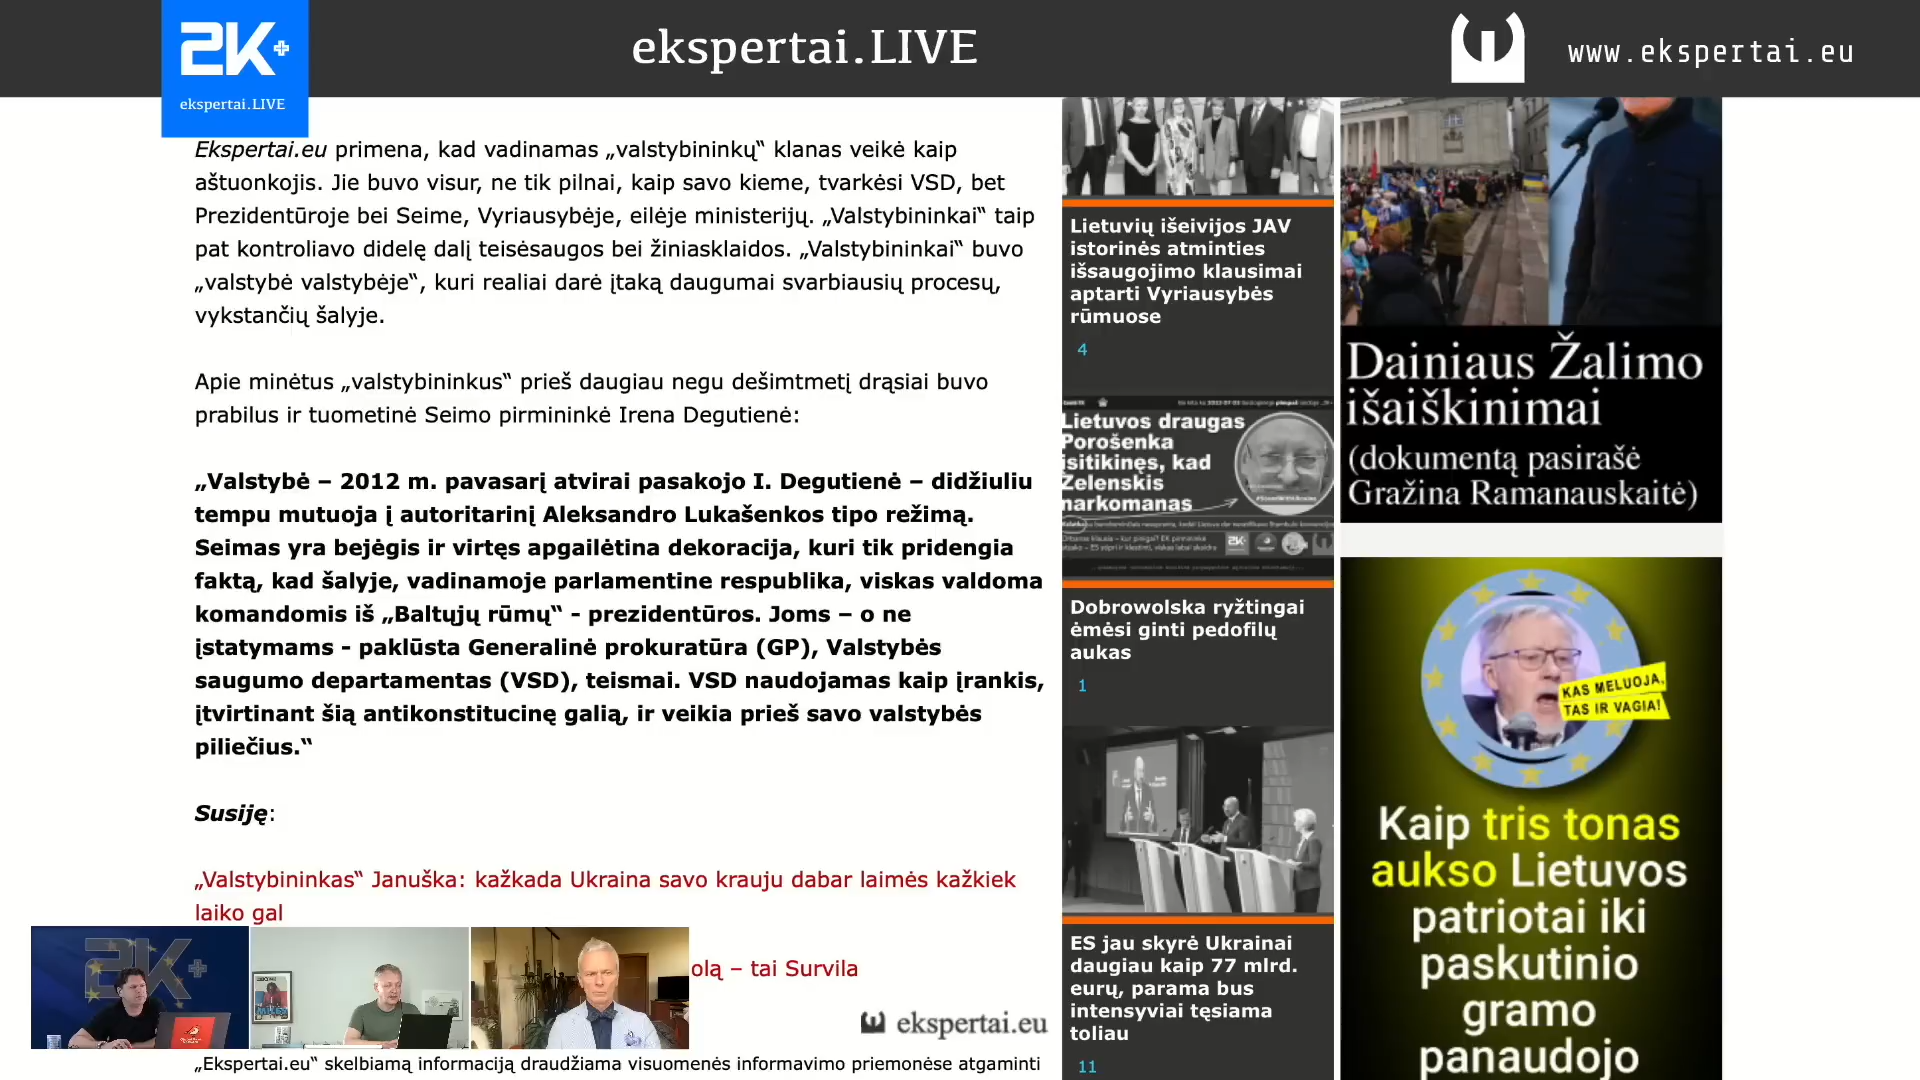 2K+
ekspertai.LIVE
ekspertai.LIVE
www.ekspertai.eu
Ekspertai.eu primena, kad vadinamas „valstybininkų“ klanas veikė kaip
aštuonkojis. Jie buvo visur, ne tik pilnai, kaip savo kieme, tvarkėsi VSD, bet
Prezidentūroje bei Seime, Vyriausybėje, eilėje ministerijų. „Valstybininkai“ taip
pat kontroliavo didelę dalį teisėsaugos bei žiniasklaidos. „Valstybininkai“ buvo
„valstybė valstybėje“, kuri realiai darė įtaką daugumai svarbiausių procesų,
vykstančių šalyje.
Apie minėtus „valstybininkus“ prieš daugiau negu dešimtmetį drąsiai buvo
prabilus ir tuometinė Seimo pirmininkė Irena Degutienė:
„Valstybė – 2012 m. pavasarį atvirai pasakojo I. Degutienė – didžiuliu
tempu mutuoja į autoritarinį Aleksandro Lukašenkos tipo režimą.
Seimas yra bejėgis ir virtęs apgailėtina dekoracija, kuri tik pridengia
faktą, kad šalyje, vadinamoje parlamentine respublika, viskas valdoma
komandomis iš „Baltųjų rūmų“ - prezidentūros. Joms – o ne
įstatymams - paklūsta Generalinė prokuratūra (GP), Valstybės
saugumo departamentas (VSD), teismai. VSD naudojamas kaip įrankis,
įtvirtinant šią antikonstitucinę galią, ir veikia prieš savo valstybės
piliečius.“
Susiję:
„Valstybininkas“ Januška: kažkada Ukraina savo krauju dabar laimės kažkiek
laiko gal
olą – tai Survila
ekspertai.eu
„Ekspertai.eu“ skelbiamą informaciją draudžiama visuomenės informavimo priemonėse atgaminti
Lietuvių išeivijos JAV
istorinės atminties
išsaugojimo klausimai
aptarti Vyriausybės
rūmuose
4
Lietuvos draugas
Porošenka
įsitikinęs, kad
Zelenskis
narkomanas
2K+
Dobrowolska ryžtingai
ėmėsi ginti pedofilų
aukas
1
ES jau skyrė Ukrainai
daugiau kaip 77 mlrd.
eurų, parama bus
intensyviai tęsiama
toliau
11
Dainiaus Žalimo
išaiškinimai
(dokumentą pasirašė
Gražina Ramanauskaitė)
KAS MELUOJA,
TAS IR VAGIA!
Kaip tris tonas
aukso Lietuvos
patriotai iki
paskutinio
gramo
panaudojo
2K+